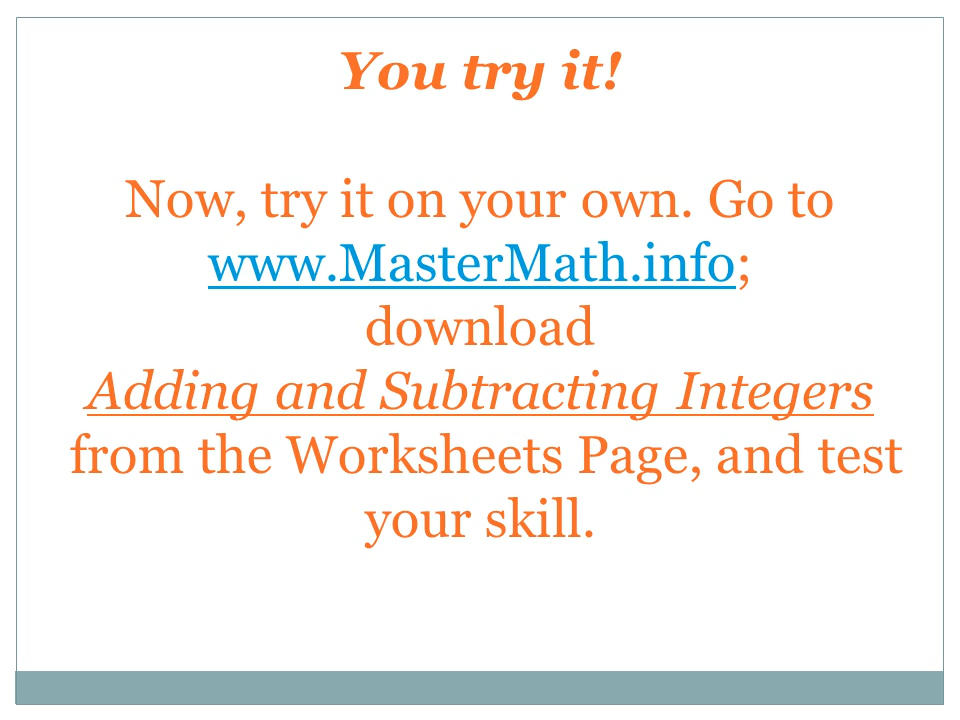 You try it!
Now, try it on your own. Go to
www.MasterMath.info;
download
Adding and Subtracting Integers
from the Worksheets Page, and test
your skill.